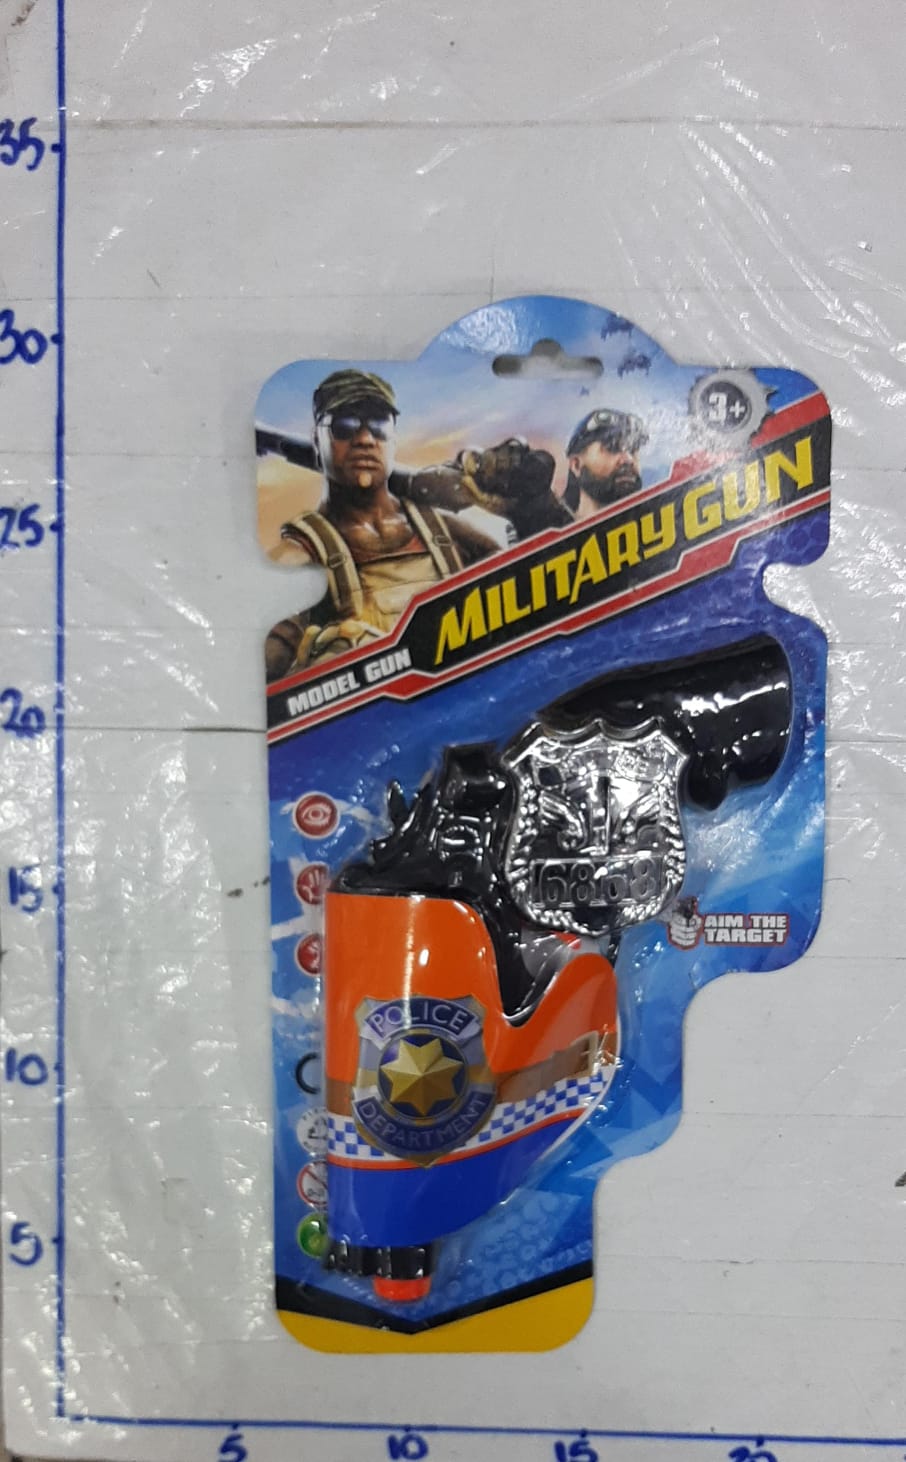 35
30
3+
25
MILITARY GUN
MODEL GUN
20
15
6868
AIM THE
TARGET
POLICE
10
DEPARTMENT
5
5
10
15
20